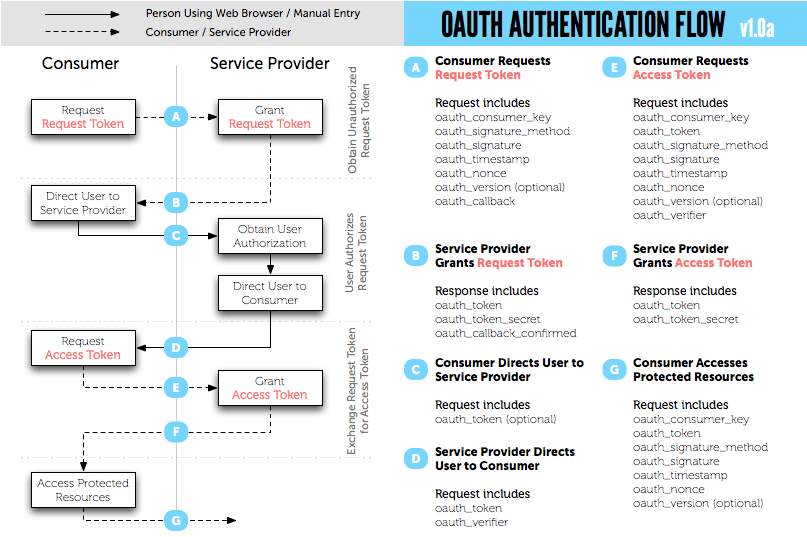 Person Using Web Browser / Manual Entry
Consumer / Service Provider
Consumer
Service Provider
Request
Request Token
A
Grant
Request Token
Obtain Unauthorized
Request Token
B
Direct User to
Service Provider
C
Obtain User
Authorization
Direct User to
Consumer
User Authorizes
Request Token
Request
Access Token
D
E
Grant
Access Token
F
Exchange Request Token
for Access Token
Access Protected
Resources
G
OAUTH AUTHENTICATION FLOW v1.0a
A
Consumer Requests
Request Token
Request includes
oauth_consumer_key
oauth_signature_method
oauth_signature
oauth_timestamp
oauth_nonce
oauth_version (optional)
oauth_callback
B
Service Provider
Grants Request Token
Response includes
oauth_token
oauth_token_secret
oauth_callback_confirmed
C
Consumer Directs User to
Service Provider
Request includes
oauth_token (optional)
D
Service Provider Directs
User to Consumer
Request includes
oauth_token
oauth_verifier
E
Consumer Requests
Access Token
Request includes
oauth_consumer_key
oauth_token
oauth_signature_method
oauth_signature
oauth_timestamp
oauth_nonce
oauth_version (optional)
oauth_verifier
F
Service Provider
Grants Access Token
Response includes
oauth_token
oauth_token_secret
G
Consumer Accesses
Protected Resources
Request includes
oauth_consumer_key
oauth_token
oauth_signature_method
oauth_signature
oauth_timestamp
oauth_nonce
oauth_version (optional)